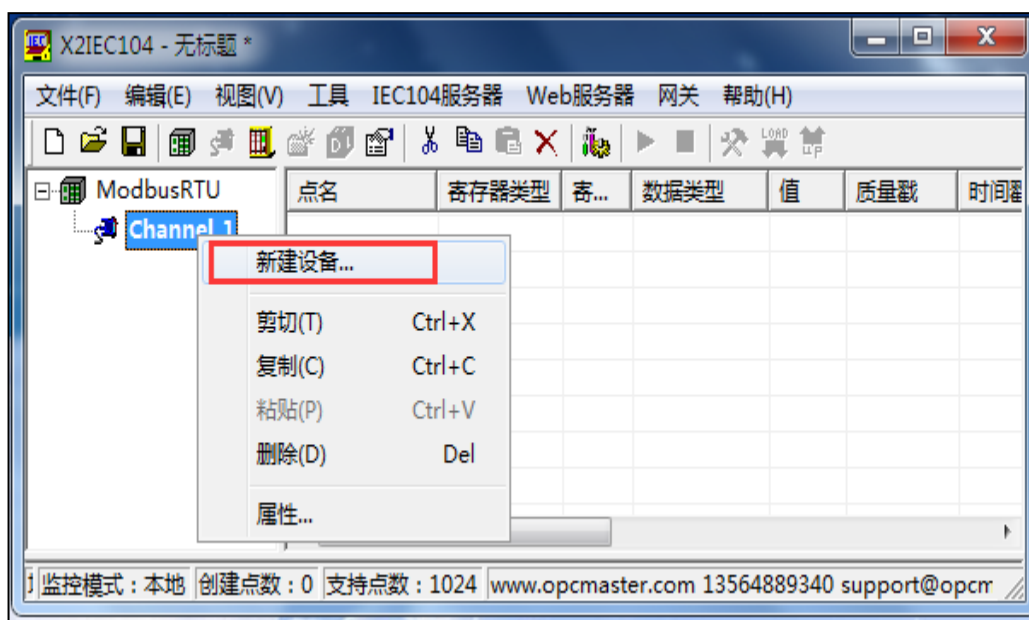 X2IEC104 - 无标题 *
文件(F) 编辑(E) 视图(V) 工具 IEC104服务器 Web服务器 网关 帮助(H)
ModbusRTU
点名 寄存器类型 寄... 数据类型 值 质量戳 时间戳
Channel 1
新建设备...
剪切(T) Ctrl+X
复制(C) Ctrl+C
粘贴(P) Ctrl+V
删除(D) Del
属性...
监控模式：本地 创建点数：0 支持点数：1024 www.opcmaster.com 13564889340 support@opcm